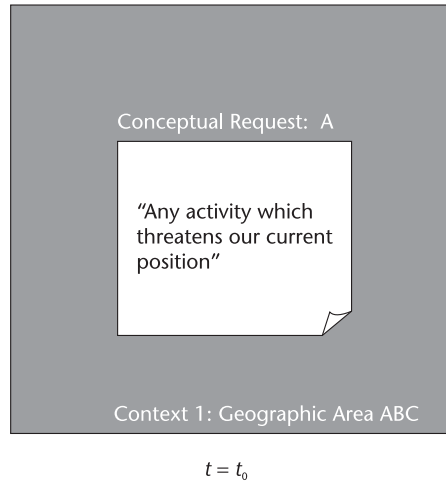 Conceptual Request: A
"Any activity which
threatens our current
position"
Context 1: Geographic Area ABC
t = t₀